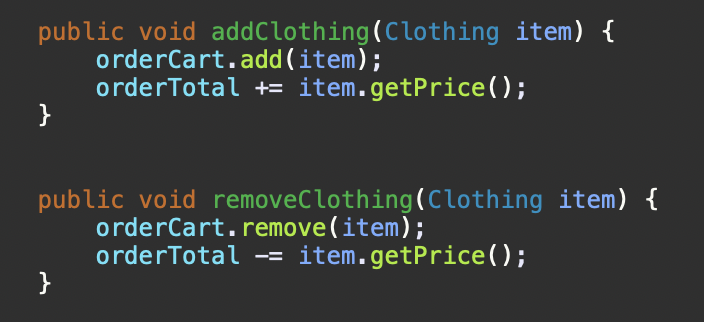 public void addClothing(Clothing item) {
    orderCart.add(item);
    orderTotal += item.getPrice();
}
public void removeClothing(Clothing item) {
    orderCart.remove(item);
    orderTotal -= item.getPrice();
}